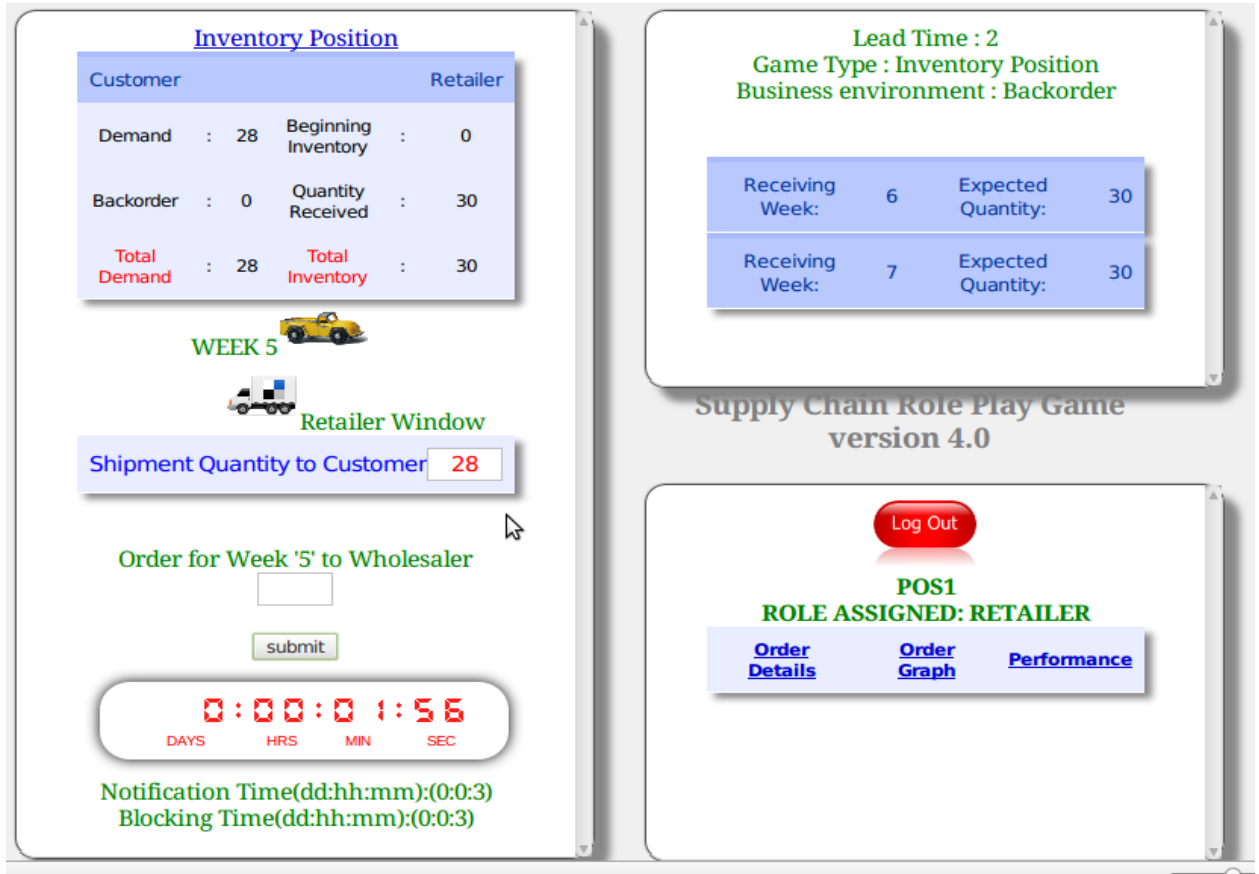 Inventory Position
Customer Retailer
Demand : 28 Beginning Inventory : 0
Backorder : 0 Quantity Received : 30
Total Demand : 28 Total Inventory : 30
WEEK 5
Retailer Window
Shipment Quantity to Customer 28
Order for Week '5' to Wholesaler
submit
0:00:01:56
DAYS HRS MIN SEC
Notification Time(dd:hh:mm):(0:0:3)
Blocking Time(dd:hh:mm):(0:0:3)
Lead Time : 2
Game Type : Inventory Position
Business environment : Backorder
Receiving Week: 6 Expected Quantity: 30
Receiving Week: 7 Expected Quantity: 30
Supply Chain Role Play Game
version 4.0
Log Out
POS1
ROLE ASSIGNED: RETAILER
Order Details Order Graph Performance